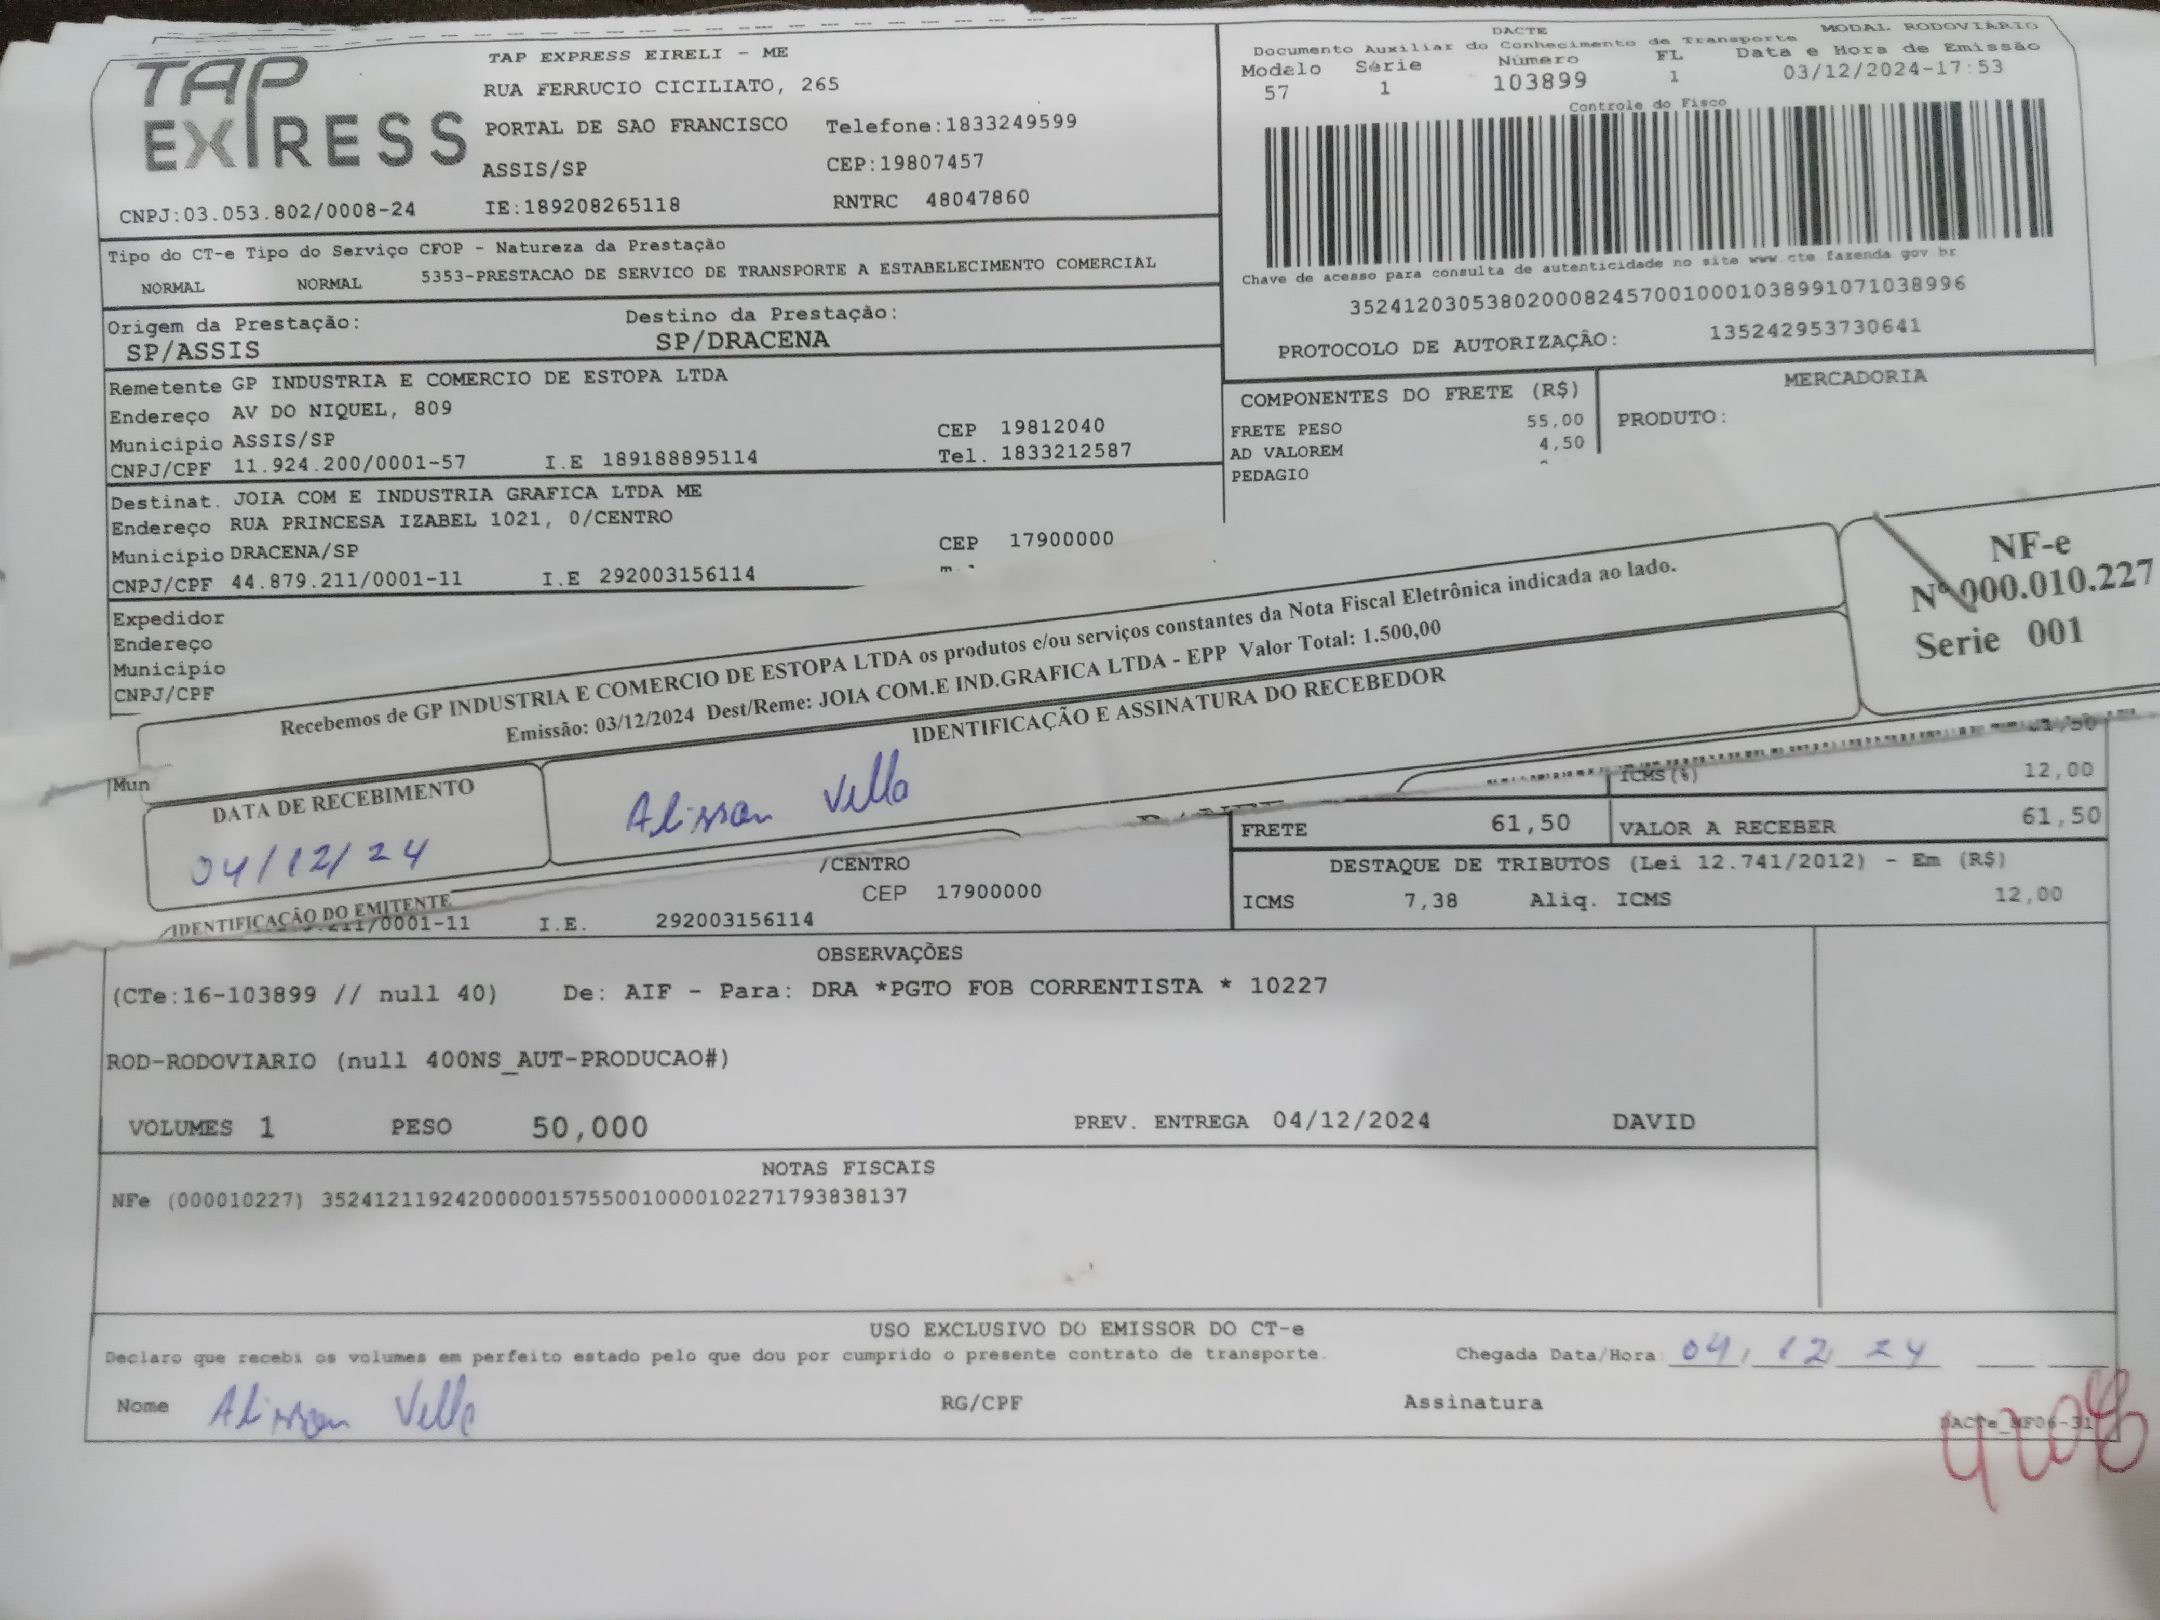 TAP EXPRESS
TAP EXPRESS EIRELI - ME
RUA FERRUCIO CICILIATO, 265
PORTAL DE SAO FRANCISCO Telefone:1833249599
ASSIS/SP CEP:19807457
CNPJ:03.053.802/0008-24 IE:189208265118 RNTRC 48047860
DACTE MODAL RODOVIÁRIO
Documento Auxiliar do Conhecimento de Transporte
Modelo Série Número FL Data e Hora de Emissão
57 1 103899 1 03/12/2024-17:53
Controle do Fisco
Chave de acesso para consulta de autenticidade no site www.cte.fazenda.gov.br
35241203053802000824570010001038991071038996
PROTOCOLO DE AUTORIZAÇÃO: 135242953730641
Tipo do CT-e Tipo do Serviço CFOP - Natureza da Prestação
NORMAL NORMAL 5353-PRESTACAO DE SERVICO DE TRANSPORTE A ESTABELECIMENTO COMERCIAL
Origem da Prestação: Destino da Prestação:
SP/ASSIS SP/DRACENA
Remetente GP INDUSTRIA E COMERCIO DE ESTOPA LTDA
Endereço AV DO NIQUEL, 809
Municipio ASSIS/SP CEP 19812040
CNPJ/CPF 11.924.200/0001-57 I.E 189188895114 Tel. 1833212587
COMPONENTES DO FRETE (R$)
FRETE PESO 55,00
AD VALOREM 4,50
PEDAGIO
MERCADORIA
PRODUTO:
Destinat. JOIA COM E INDUSTRIA GRAFICA LTDA ME
Endereço RUA PRINCESA IZABEL 1021, 0/CENTRO
Municipio DRACENA/SP CEP 17900000
CNPJ/CPF 44.879.211/0001-11 I.E 292003156114
Expedidor
Endereço
Municipio
CNPJ/CPF
Recebemos de GP INDUSTRIA E COMERCIO DE ESTOPA LTDA os produtos e/ou serviços constantes da Nota Fiscal Eletrônica indicada ao lado.
Emissão: 03/12/2024 Dest/Reme: JOIA COM.E IND.GRAFICA LTDA - EPP Valor Total: 1.500,00
NF-e
Nº 000.010.227
Serie 001
DATA DE RECEBIMENTO
04/12/24
IDENTIFICAÇÃO E ASSINATURA DO RECEBEDOR
Alisson Vella
IDENTIFICAÇÃO DO EMITENTE
Mun
ICMS(%) 12,00
FRETE 61,50 VALOR A RECEBER 61,50
/CENTRO
CEP 17900000
/0001-11 I.E. 292003156114
DESTAQUE DE TRIBUTOS (Lei 12.741/2012) - Em (R$)
ICMS 7,38 Aliq. ICMS 12,00
OBSERVAÇÕES
(CTe:16-103899 // null 40) De: AIF - Para: DRA *PGTO FOB CORRENTISTA * 10227
ROD-RODOVIARIO (null 400NS_AUT-PRODUCAO#)
VOLUMES 1 PESO 50,000 PREV. ENTREGA 04/12/2024 DAVID
NOTAS FISCAIS
NFe (000010227) 35241211924200000157550010000102271793838137
USO EXCLUSIVO DO EMISSOR DO CT-e
Declaro que recebi os volumes em perfeito estado pelo que dou por cumprido o presente contrato de transporte. Chegada Data/Hora: 04, 12, 24
Nome Alisson Vella RG/CPF Assinatura